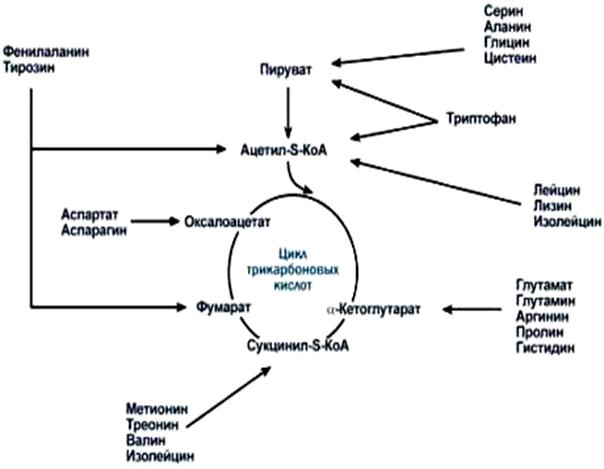 Серин
Аланин
Глицин
Цистеин
Фенилаланин
Тирозин
Пируват
Триптофан
Ацетил-S-КоА
Лейцин
Лизин
Изолейцин
Аспартат
Аспарагин
Оксалоацетат
Цикл
трикарбоновых
кислот
Глутамат
Глутамин
Аргинин
Пролин
Гистидин
Фумарат
α-Кетоглутарат
Сукцинил-S-КоА
Метионин
Треонин
Валин
Изолейцин